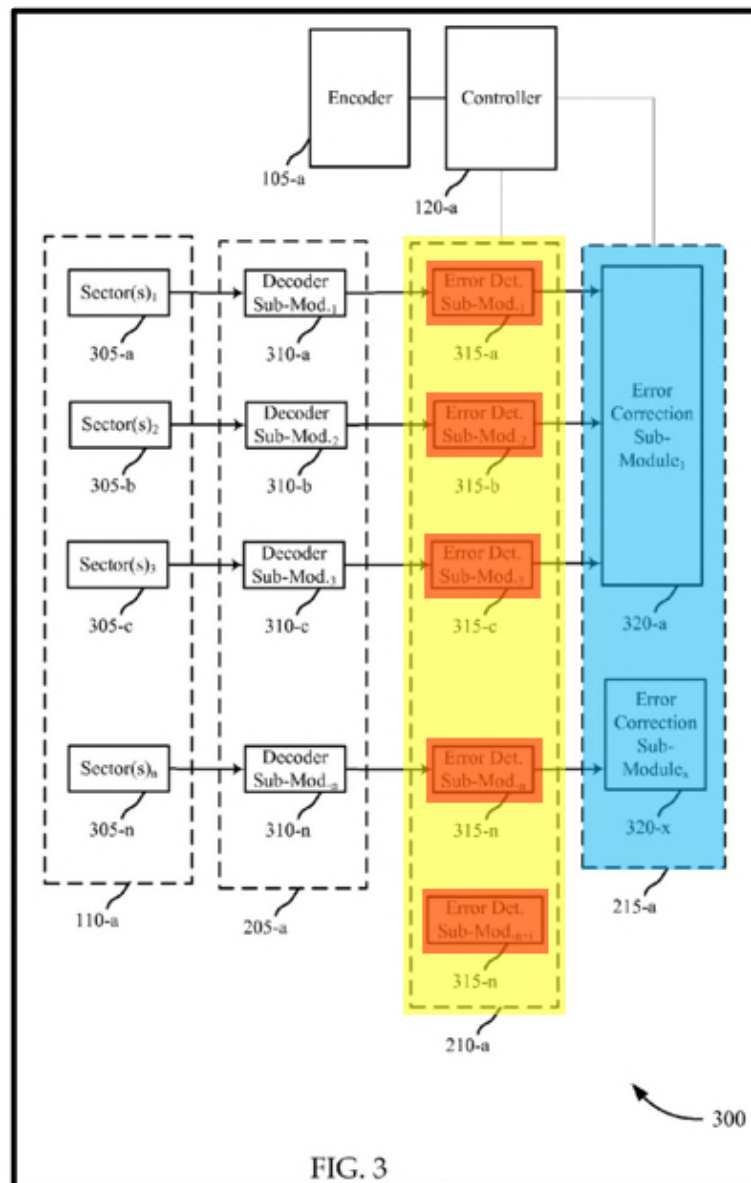 Encoder
Controller
105-a
120-a
Sector(s)₁
Decoder
Sub-Mod.₁
Error Det.
Sub-Mod.₁
305-a
310-a
315-a
Sector(s)₂
Decoder
Sub-Mod.₂
Error Det.
Sub-Mod.₂
Error
Correction
Sub-
Module₁
305-b
310-b
315-b
Sector(s)₃
Decoder
Sub-Mod.₃
Error Det.
Sub-Mod.₃
305-c
310-c
315-c
320-a
Sector(s)ₙ
Decoder
Sub-Mod.ₙ
Error Det.
Sub-Mod.ₙ
Error
Correction
Sub-
Moduleₓ
305-n
310-n
315-n
320-x
110-a
205-a
Error Det.
Sub-Mod.ₙ₊₁
215-a
315-n
210-a
300
FIG. 3